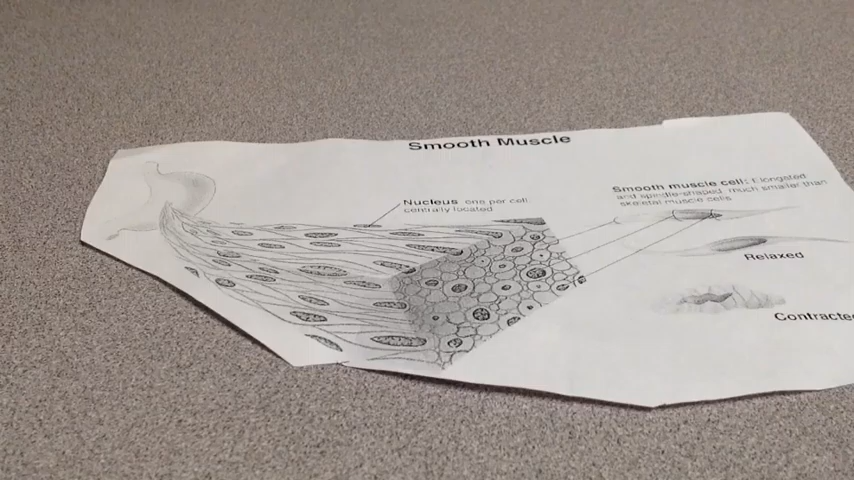 Smooth Muscle
Nucleus one per cell
centrally located
Smooth muscle cell: Elongated
and spindle-shaped, much smaller than
skeletal muscle cells
Relaxed
Contracte